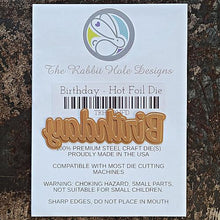 The Rabbit Hole Designs
Birthday - Hot Foil Die
Birthday
100% PREMIUM STEEL CRAFT DIE(S)
PROUDLY MADE IN THE USA
COMPATIBLE WITH MOST DIE CUTTING
MACHINES
WARNING: CHOKING HAZARD, SMALL PARTS,
NOT SUITABLE FOR SMALL CHILDREN.
SHARP EDGES, DO NOT PLACE IN MOUTH